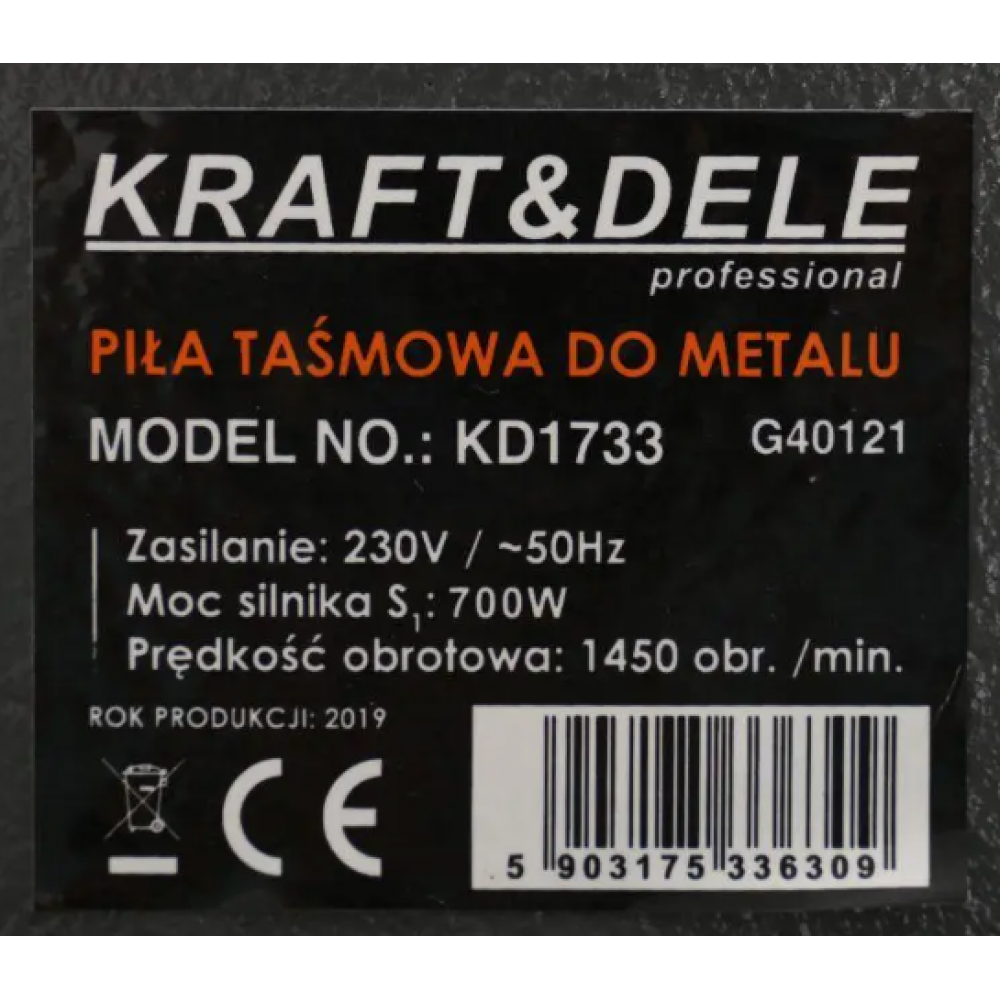 KRAFT&DELE
professional
PIŁA TAŚMOWA DO METALU
MODEL NO.: KD1733 G40121
Zasilanie: 230V / ~50Hz
Moc silnika S₁: 700W
Prędkość obrotowa: 1450 obr. /min.
ROK PRODUKCJI: 2019
CE
5 903175 336309